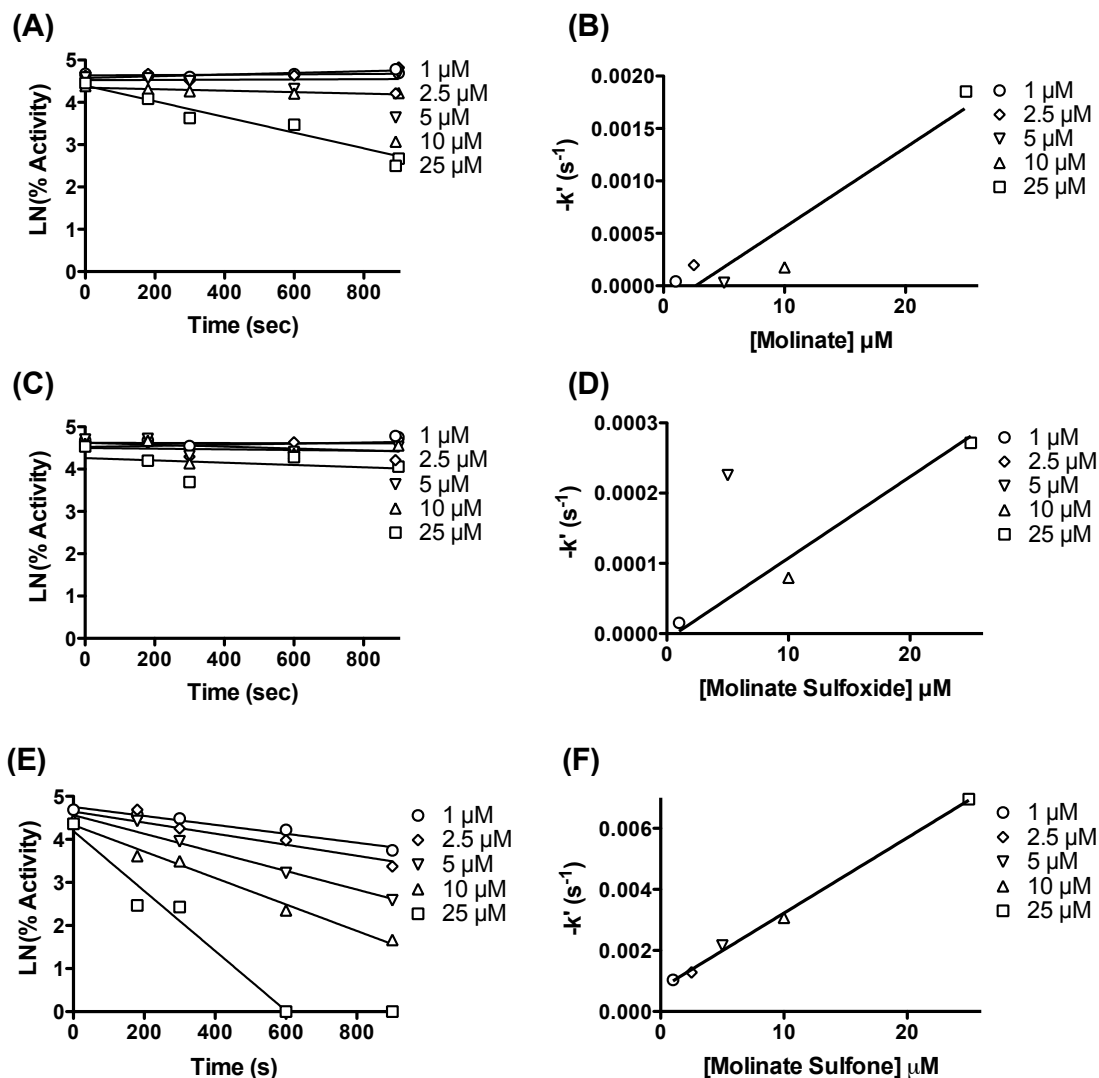 (A)
LN(% Activity)
5
4
3
2
1
0
0 200 400 600 800
Time (sec)
1 µM
2.5 µM
5 µM
10 µM
25 µM
(B)
-k' (s-1)
0.0020
0.0015
0.0010
0.0005
0.0000
0 10 20
[Molinate] µM
1 µM
2.5 µM
5 µM
10 µM
25 µM
(C)
LN(% Activity)
5
4
3
2
1
0
0 200 400 600 800
Time (sec)
1 µM
2.5 µM
5 µM
10 µM
25 µM
(D)
-k' (s-1)
0.0003
0.0002
0.0001
0.0000
0 10 20
[Molinate Sulfoxide] µM
1 µM
2.5 µM
5 µM
10 µM
25 µM
(E)
LN(% Activity)
5
4
3
2
1
0
0 200 400 600 800
Time (s)
1 µM
2.5 µM
5 µM
10 µM
25 µM
(F)
-k' (s-1)
0.006
0.004
0.002
0.000
0 10 20
[Molinate Sulfone] µM
1 µM
2.5 µM
5 µM
10 µM
25 µM